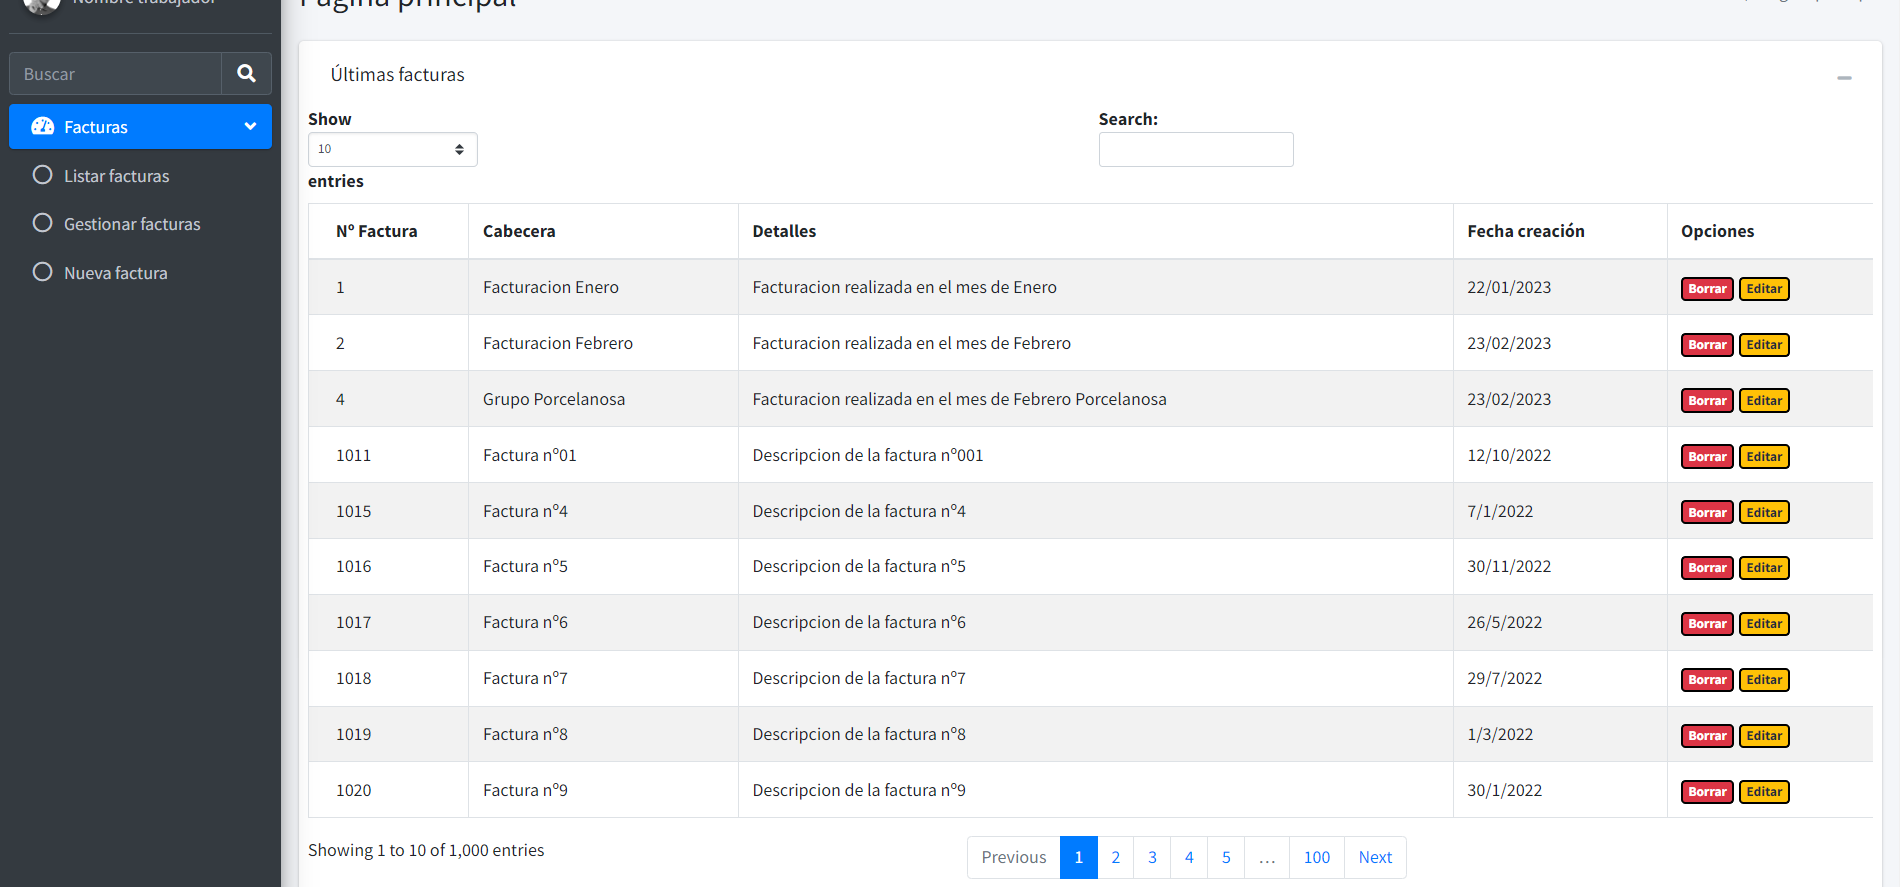 Nombre trabajador
Página principal
Buscar
Facturas
Listar facturas
Gestionar facturas
Nueva factura
Últimas facturas
Show
10
entries
Search:
Nº Factura Cabecera Detalles Fecha creación Opciones
1 Facturacion Enero Facturacion realizada en el mes de Enero 22/01/2023 Borrar Editar
2 Facturacion Febrero Facturacion realizada en el mes de Febrero 23/02/2023 Borrar Editar
4 Grupo Porcelanosa Facturacion realizada en el mes de Febrero Porcelanosa 23/02/2023 Borrar Editar
1011 Factura nº01 Descripcion de la factura nº001 12/10/2022 Borrar Editar
1015 Factura nº4 Descripcion de la factura nº4 7/1/2022 Borrar Editar
1016 Factura nº5 Descripcion de la factura nº5 30/11/2022 Borrar Editar
1017 Factura nº6 Descripcion de la factura nº6 26/5/2022 Borrar Editar
1018 Factura nº7 Descripcion de la factura nº7 29/7/2022 Borrar Editar
1019 Factura nº8 Descripcion de la factura nº8 1/3/2022 Borrar Editar
1020 Factura nº9 Descripcion de la factura nº9 30/1/2022 Borrar Editar
Showing 1 to 10 of 1,000 entries
Previous 1 2 3 4 5 … 100 Next